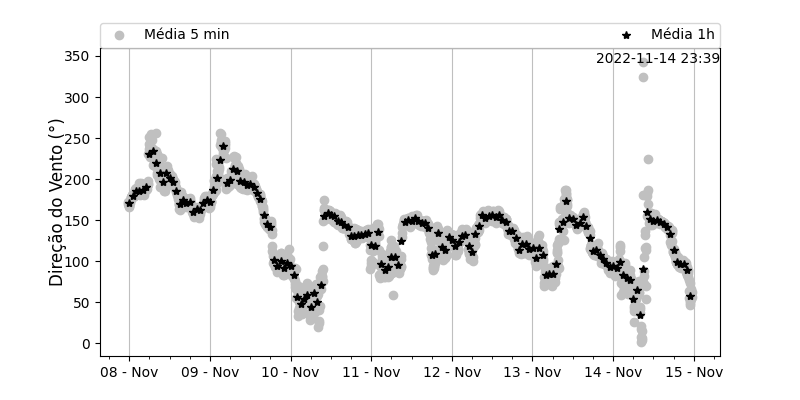 Média 5 min
Média 1h
2022-11-14 23:39
Direção do Vento (°)
350
300
250
200
150
100
50
0
08 - Nov
09 - Nov
10 - Nov
11 - Nov
12 - Nov
13 - Nov
14 - Nov
15 - Nov